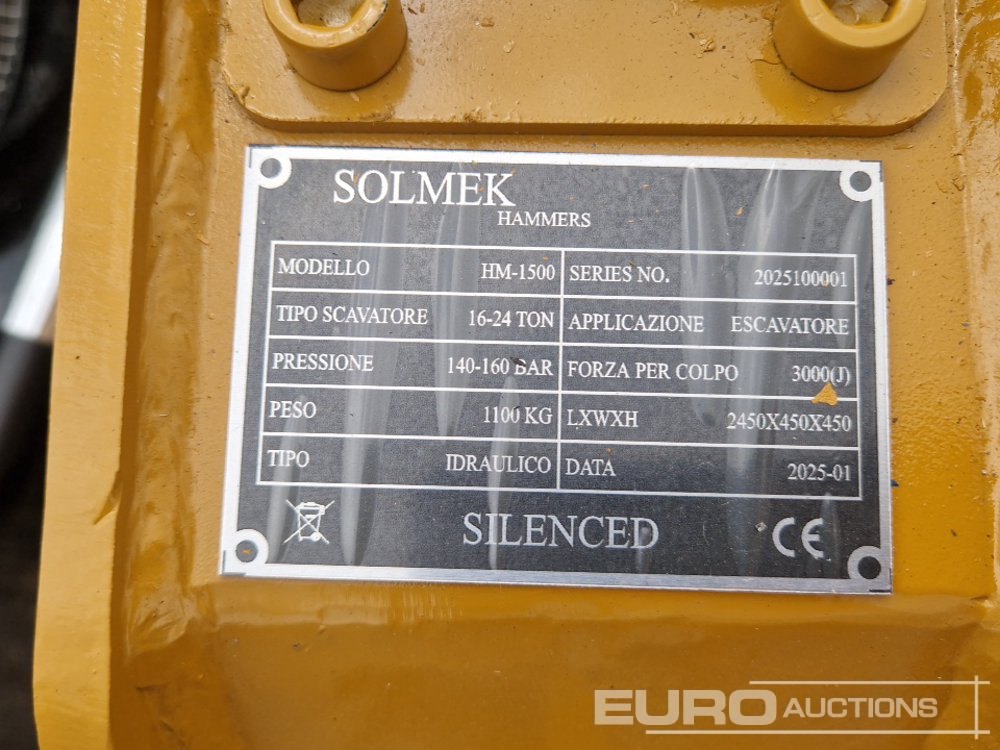 SOLMEK
HAMMERS
MODELLO HM-1500 SERIES NO. 2025100001
TIPO SCAVATORE 16-24 TON APPLICAZIONE ESCAVATORE
PRESSIONE 140-160 BAR FORZA PER COLPO 3000(J)
PESO 1100 KG LXWXH 2450X450X450
TIPO IDRAULICO DATA 2025-01
SILENCED CE
EURO AUCTIONS